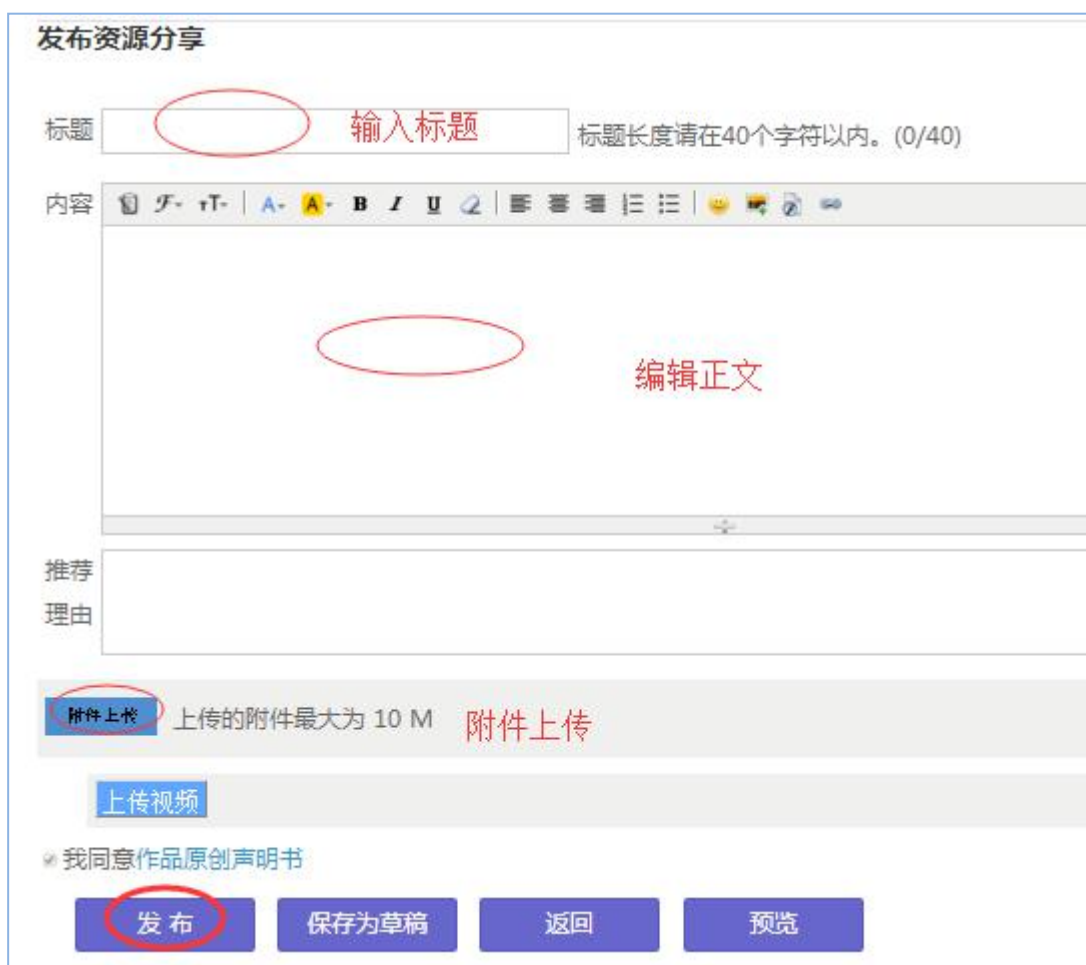 发布资源分享
标题 输入标题 标题长度请在40个字符以内。(0/40)
内容
编辑正文
推荐
理由
附件上传 上传的附件最大为 10 M 附件上传
上传视频
我同意作品原创声明书
发 布 保存为草稿 返回 预览